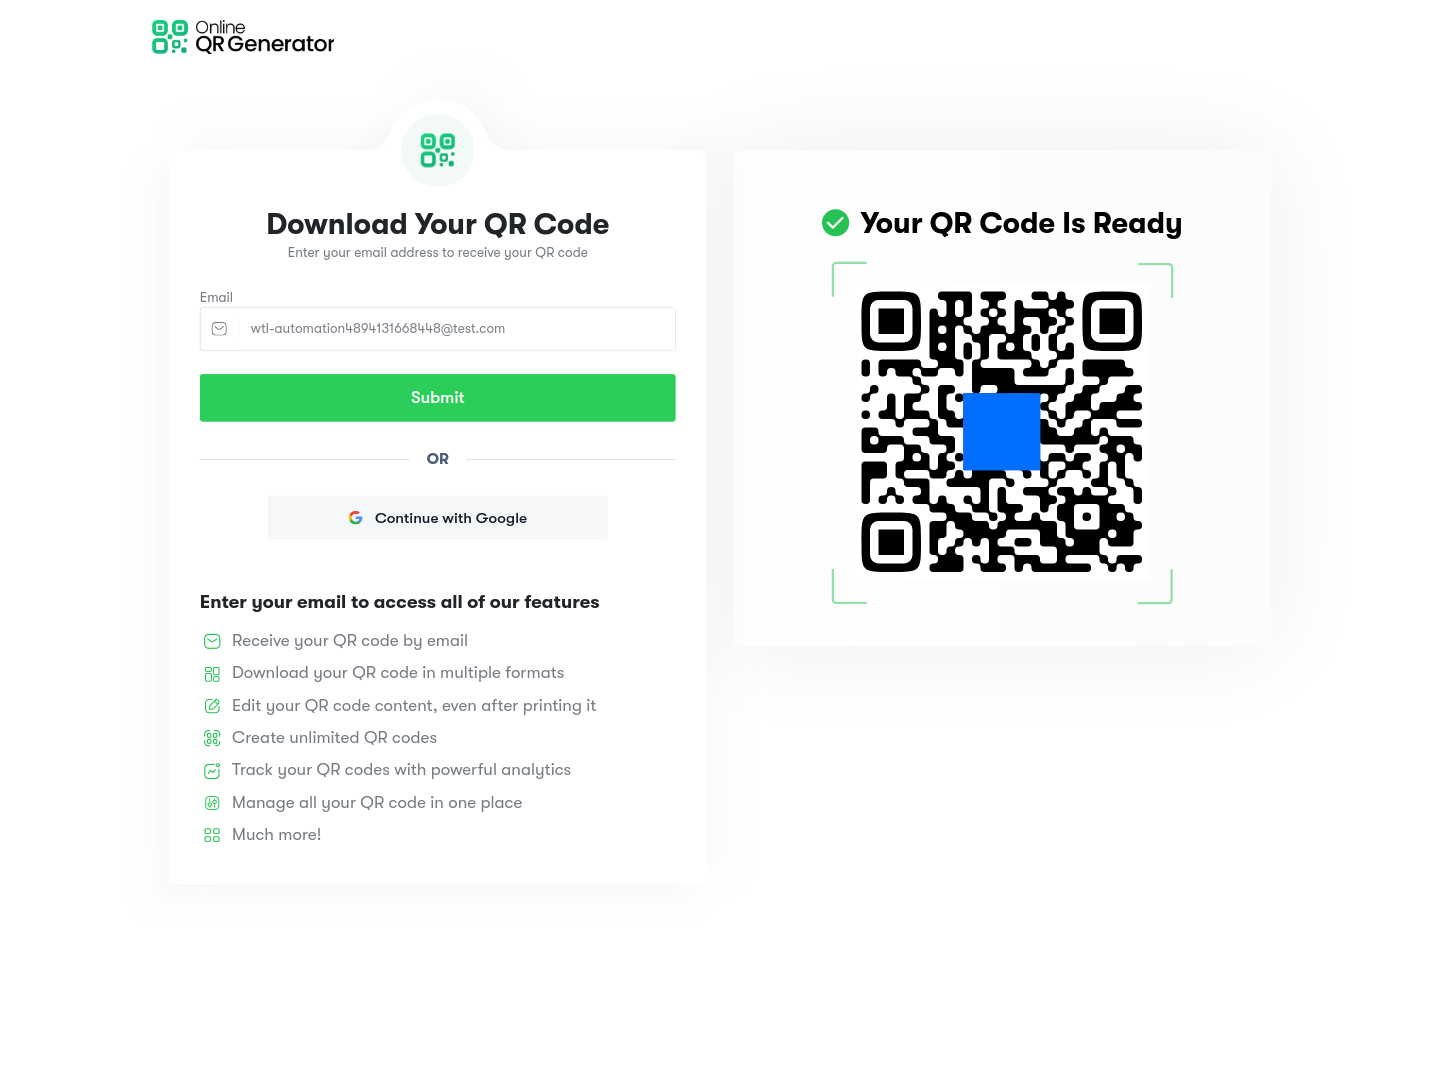 Online
QR Generator
Download Your QR Code
Enter your email address to receive your QR code
Email
wtl-automation4894131668448@test.com
Submit
OR
Continue with Google
Enter your email to access all of our features
Receive your QR code by email
Download your QR code in multiple formats
Edit your QR code content, even after printing it
Create unlimited QR codes
Track your QR codes with powerful analytics
Manage all your QR code in one place
Much more!
Your QR Code Is Ready